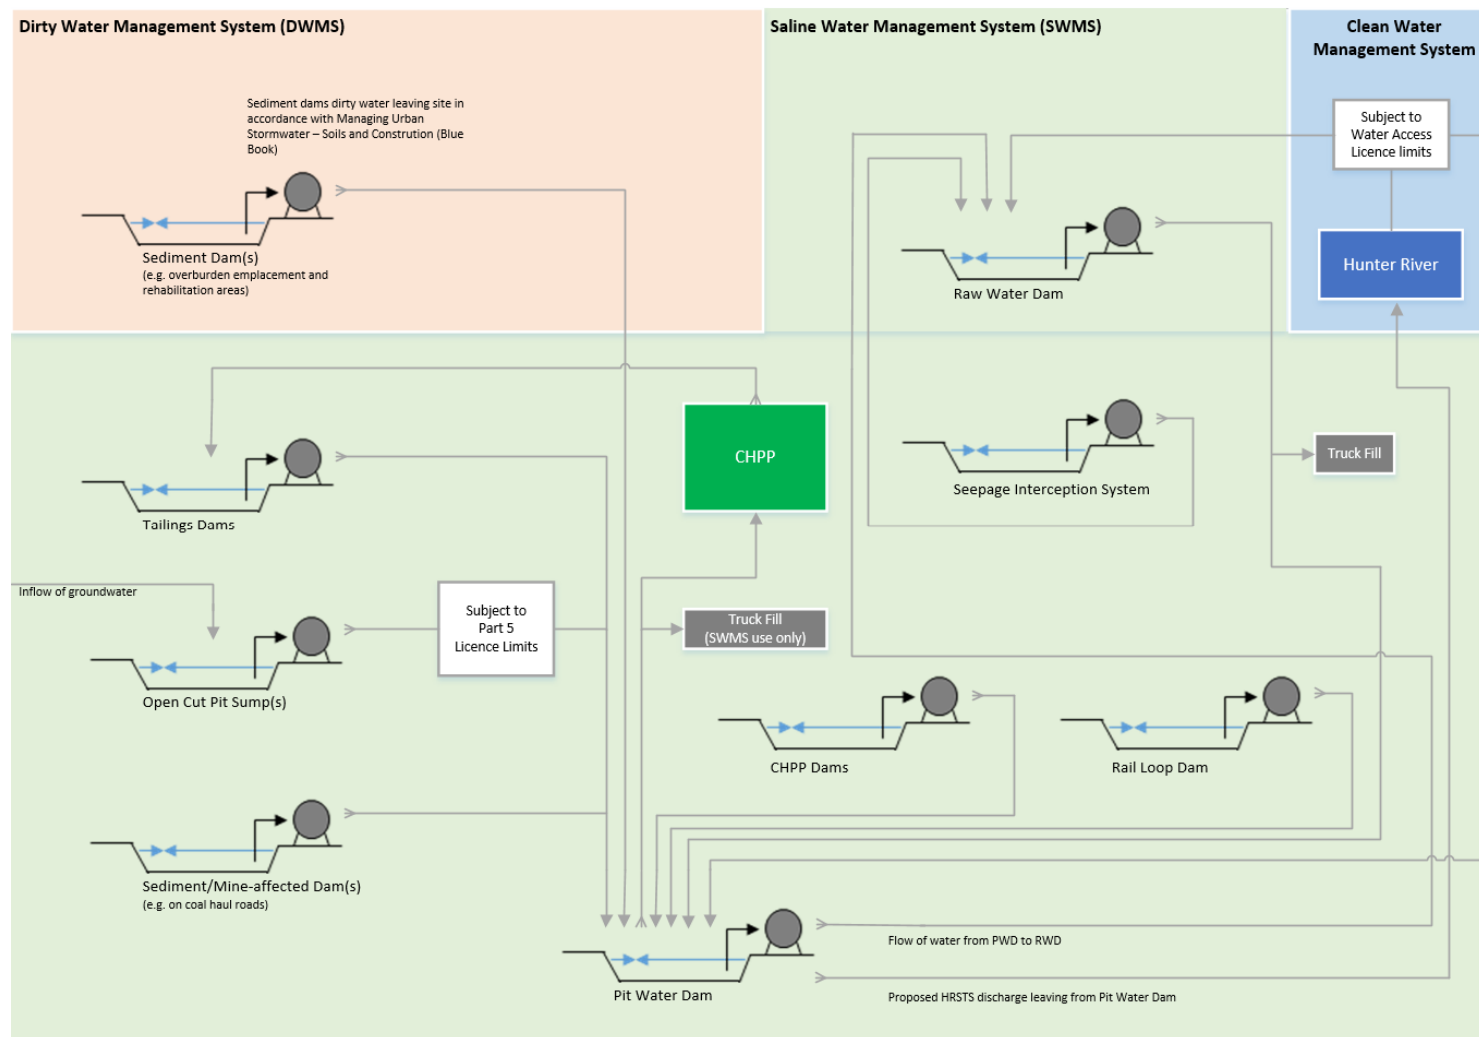 Dirty Water Management System (DWMS)
Saline Water Management System (SWMS)
Clean Water
Management System
Sediment dams dirty water leaving site in
accordance with Managing Urban
Stormwater – Soils and Constrution (Blue
Book)
Subject to
Water Access
Licence limits
Sediment Dam(s)
(e.g. overburden emplacement and
rehabilitation areas)
Raw Water Dam
Hunter River
CHPP
Truck Fill
Tailings Dams
Seepage Interception System
Inflow of groundwater
Subject to
Part 5
Licence Limits
Truck Fill
(SWMS use only)
Open Cut Pit Sump(s)
CHPP Dams
Rail Loop Dam
Sediment/Mine-affected Dam(s)
(e.g. on coal haul roads)
Flow of water from PWD to RWD
Pit Water Dam
Proposed HRSTS discharge leaving from Pit Water Dam